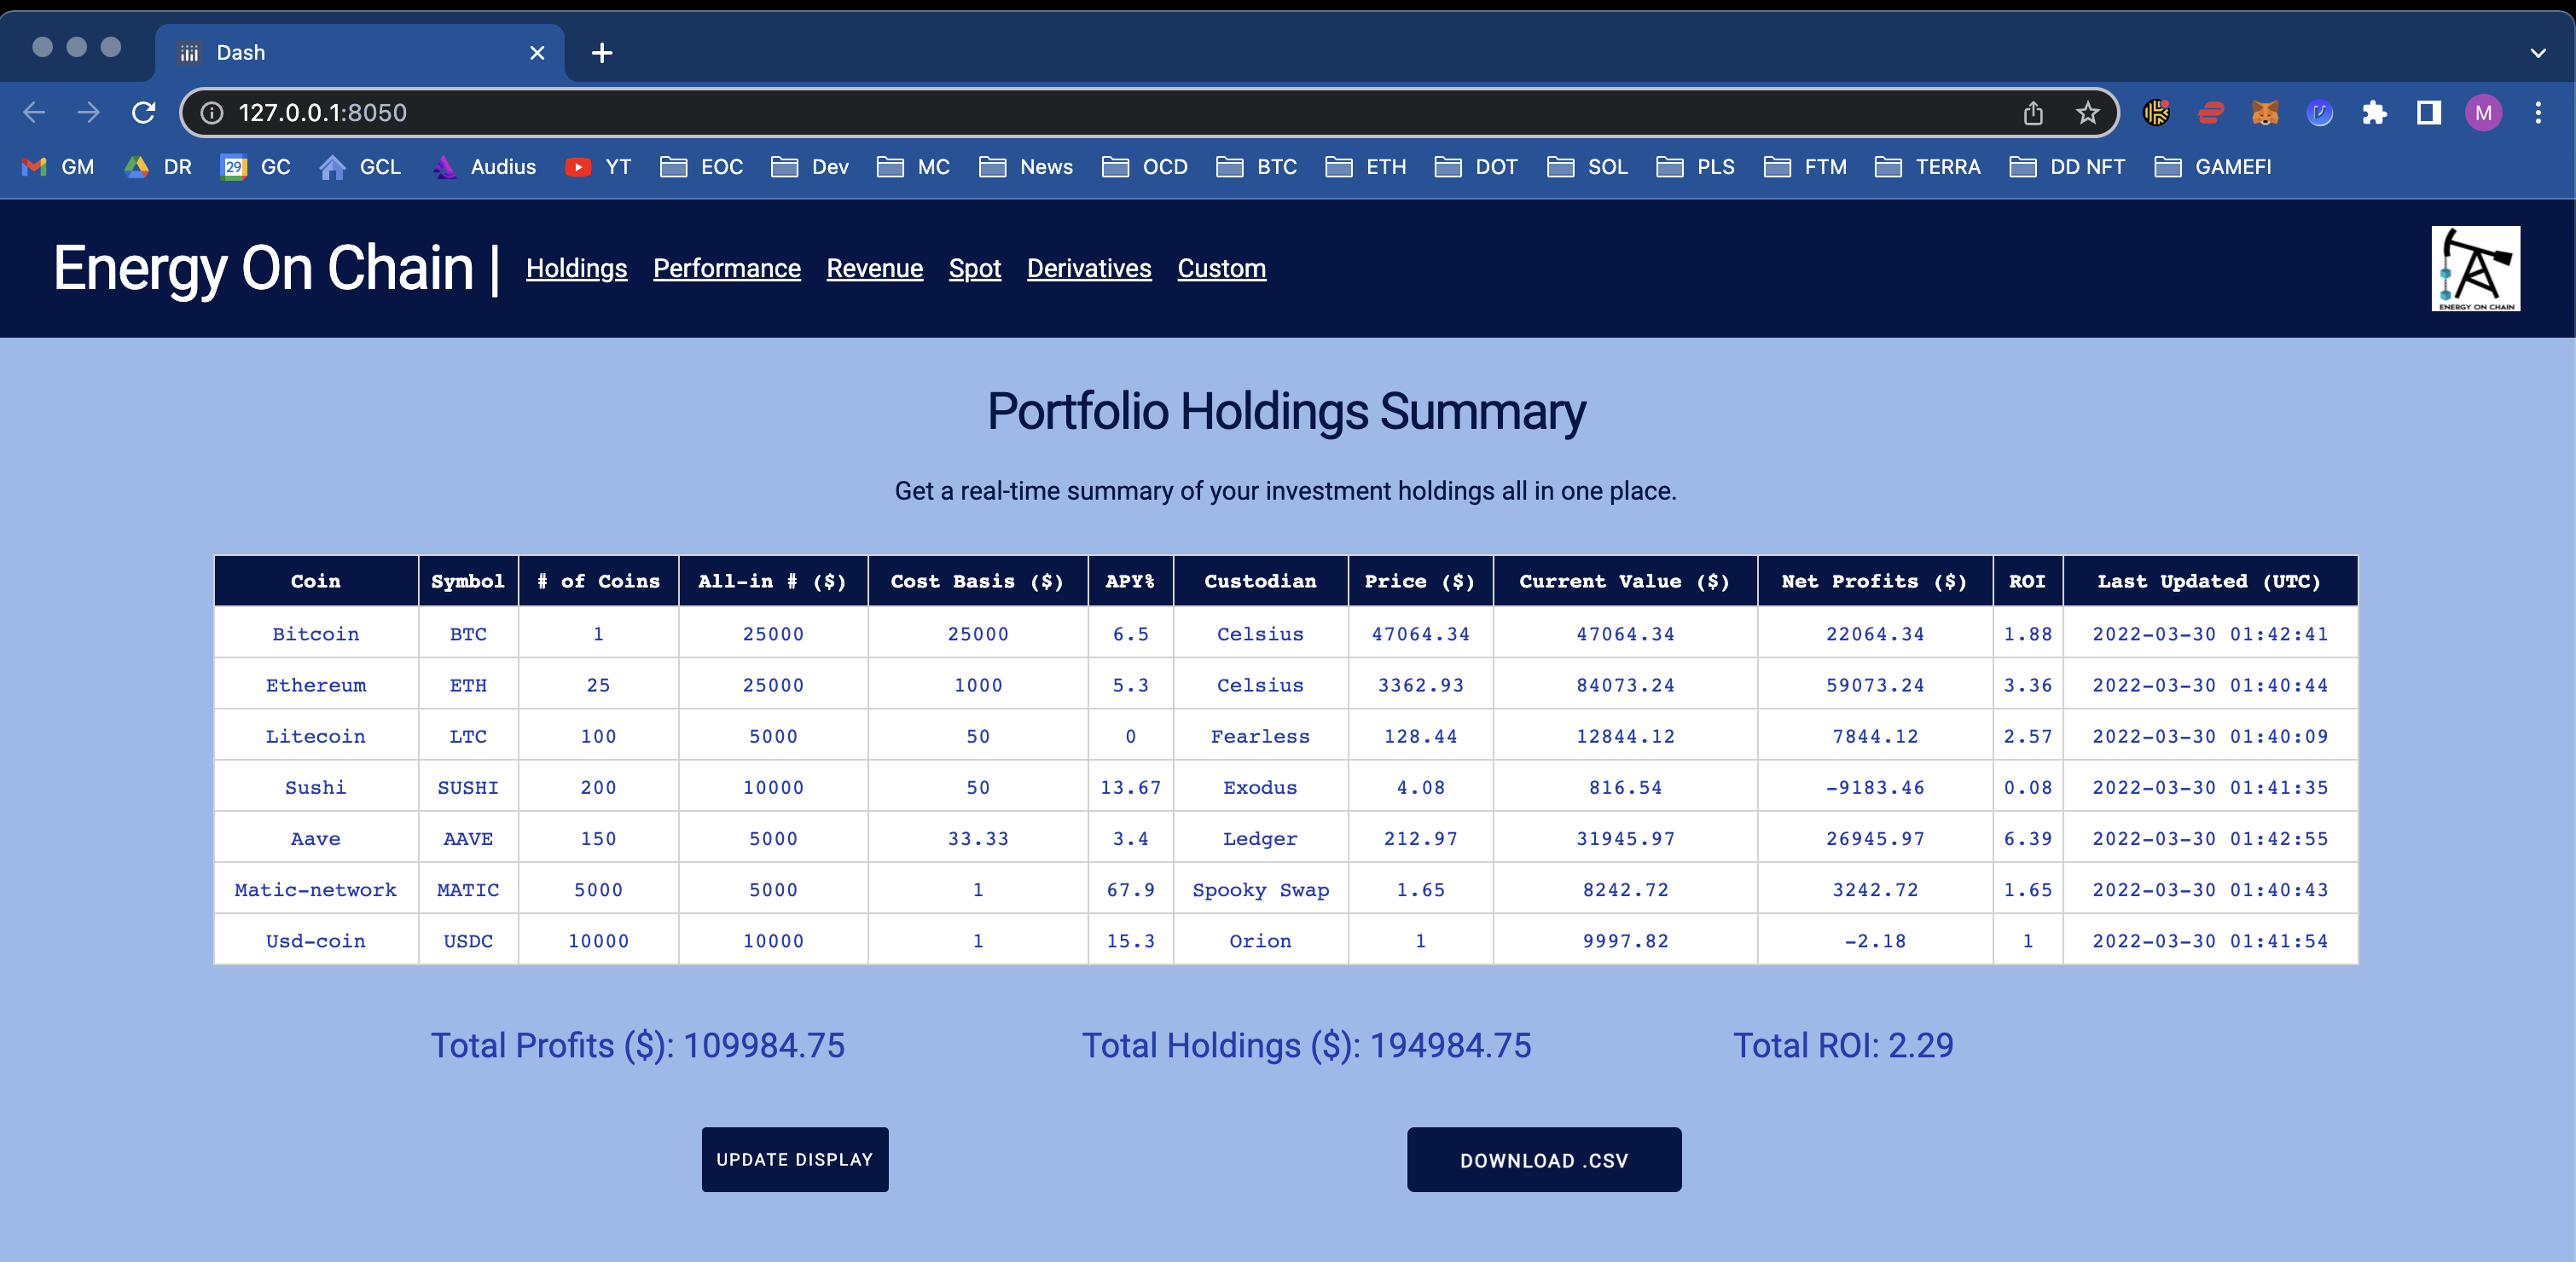 Dash
127.0.0.1:8050
M
GM DR 29 GC GCL Audius YT EOC Dev MC News OCD BTC ETH DOT SOL PLS FTM TERRA DD NFT GAMEFI
Energy On Chain | Holdings Performance Revenue Spot Derivatives Custom
ENERGY ON CHAIN
Portfolio Holdings Summary
Get a real-time summary of your investment holdings all in one place.
Coin Symbol # of Coins All-in # ($) Cost Basis ($) APY% Custodian Price ($) Current Value ($) Net Profits ($) ROI Last Updated (UTC)
Bitcoin BTC 1 25000 25000 6.5 Celsius 47064.34 47064.34 22064.34 1.88 2022-03-30 01:42:41
Ethereum ETH 25 25000 1000 5.3 Celsius 3362.93 84073.24 59073.24 3.36 2022-03-30 01:40:44
Litecoin LTC 100 5000 50 0 Fearless 128.44 12844.12 7844.12 2.57 2022-03-30 01:40:09
Sushi SUSHI 200 10000 50 13.67 Exodus 4.08 816.54 -9183.46 0.08 2022-03-30 01:41:35
Aave AAVE 150 5000 33.33 3.4 Ledger 212.97 31945.97 26945.97 6.39 2022-03-30 01:42:55
Matic-network MATIC 5000 5000 1 67.9 Spooky Swap 1.65 8242.72 3242.72 1.65 2022-03-30 01:40:43
Usd-coin USDC 10000 10000 1 15.3 Orion 1 9997.82 -2.18 1 2022-03-30 01:41:54
Total Profits ($): 109984.75 Total Holdings ($): 194984.75 Total ROI: 2.29
UPDATE DISPLAY DOWNLOAD .CSV